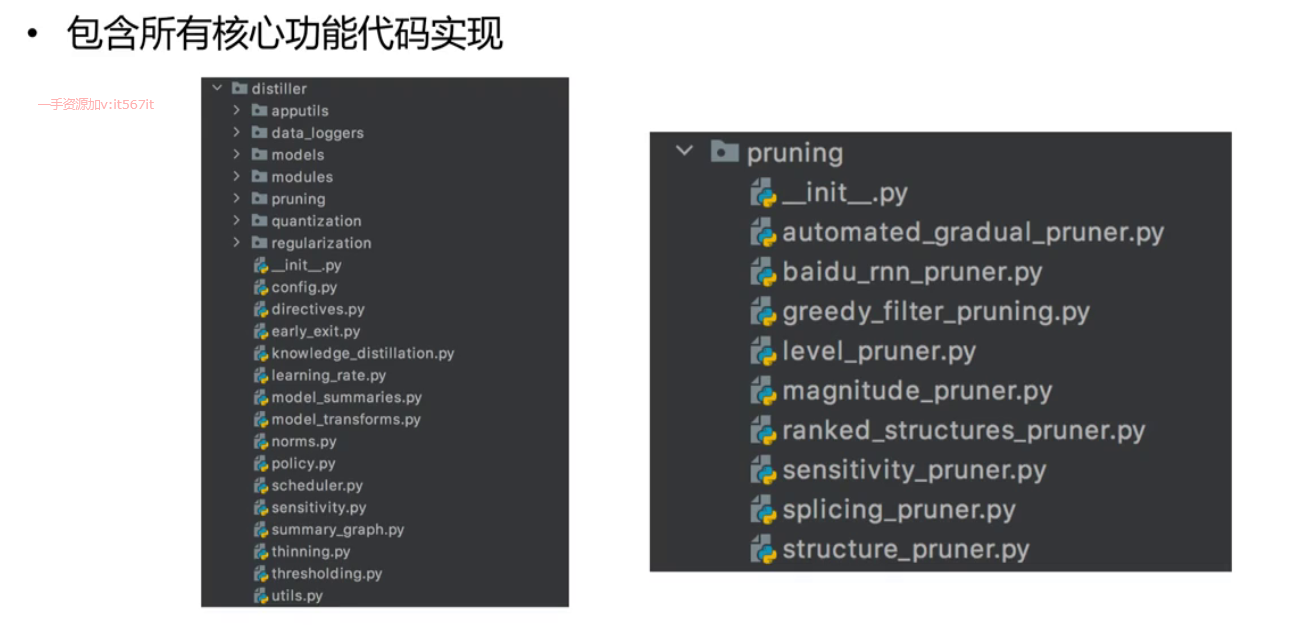 • 包含所有核心功能代码实现
一手资源加v:it567it
distiller
apputils
data_loggers
models
modules
pruning
quantization
regularization
__init__.py
config.py
directives.py
early_exit.py
knowledge_distillation.py
learning_rate.py
model_summaries.py
model_transforms.py
norms.py
policy.py
scheduler.py
sensitivity.py
summary_graph.py
thinning.py
thresholding.py
utils.py
pruning
__init__.py
automated_gradual_pruner.py
baidu_rnn_pruner.py
greedy_filter_pruning.py
level_pruner.py
magnitude_pruner.py
ranked_structures_pruner.py
sensitivity_pruner.py
splicing_pruner.py
structure_pruner.py